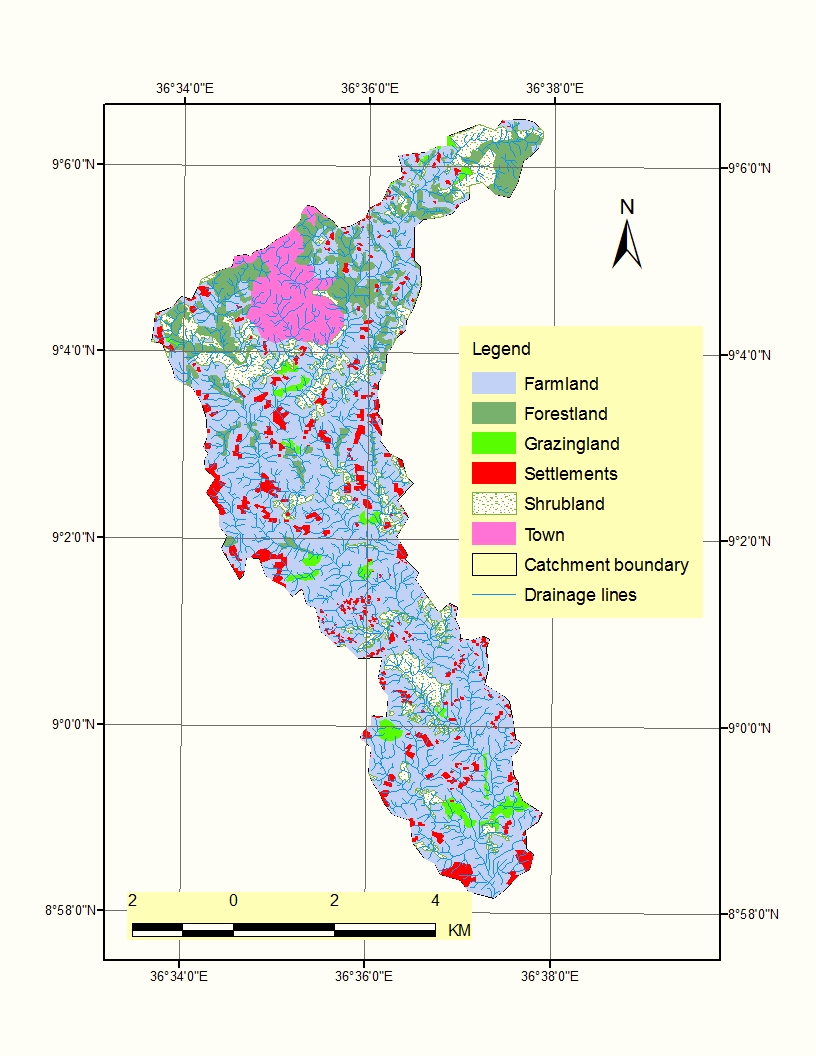 36°34'0"E 36°36'0"E 36°38'0"E
9°6'0"N 9°6'0"N
N
Legend
9°4'0"N 9°4'0"N
Farmland
Forestland
Grazingland
Settlements
Shrubland
Town
9°2'0"N 9°2'0"N
Catchment boundary
Drainage lines
9°0'0"N 9°0'0"N
2 0 2 4
8°58'0"N 8°58'0"N
KM
36°34'0"E 36°36'0"E 36°38'0"E